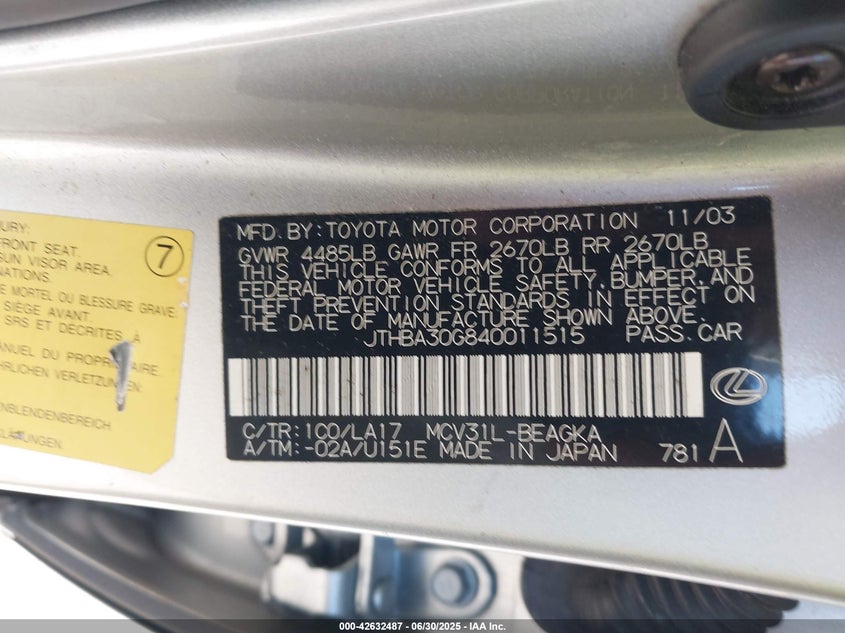 JURY:
FRONT SEAT.
SUN VISOR AREA.
NATIONS.
E MORTEL OU BLESSURE GRAVE:
SIÈGE AVANT.
SRS ET DÉCRITES À
MANUEL DU PROPRIÉTAIRE.
HRLICHEN VERLETZUNGEN:
NENBLENDENBEREICH
7
MFD. BY: TOYOTA MOTOR CORPORATION 11/03
GVWR 4485LB GAWR FR 2670LB RR 2670LB
THIS VEHICLE CONFORMS TO ALL APPLICABLE
FEDERAL MOTOR VEHICLE SAFETY, BUMPER, AND
THEFT PREVENTION STANDARDS IN EFFECT ON
THE DATE OF MANUFACTURE SHOWN ABOVE.
JTHBA30G840011515 PASS. CAR
C/TR: 1C0/LA17 MCV31L-BEAGKA
A/TM: -02A/U151E MADE IN JAPAN 781 A
000-42632487 - 06/30/2025 - IAA Inc.